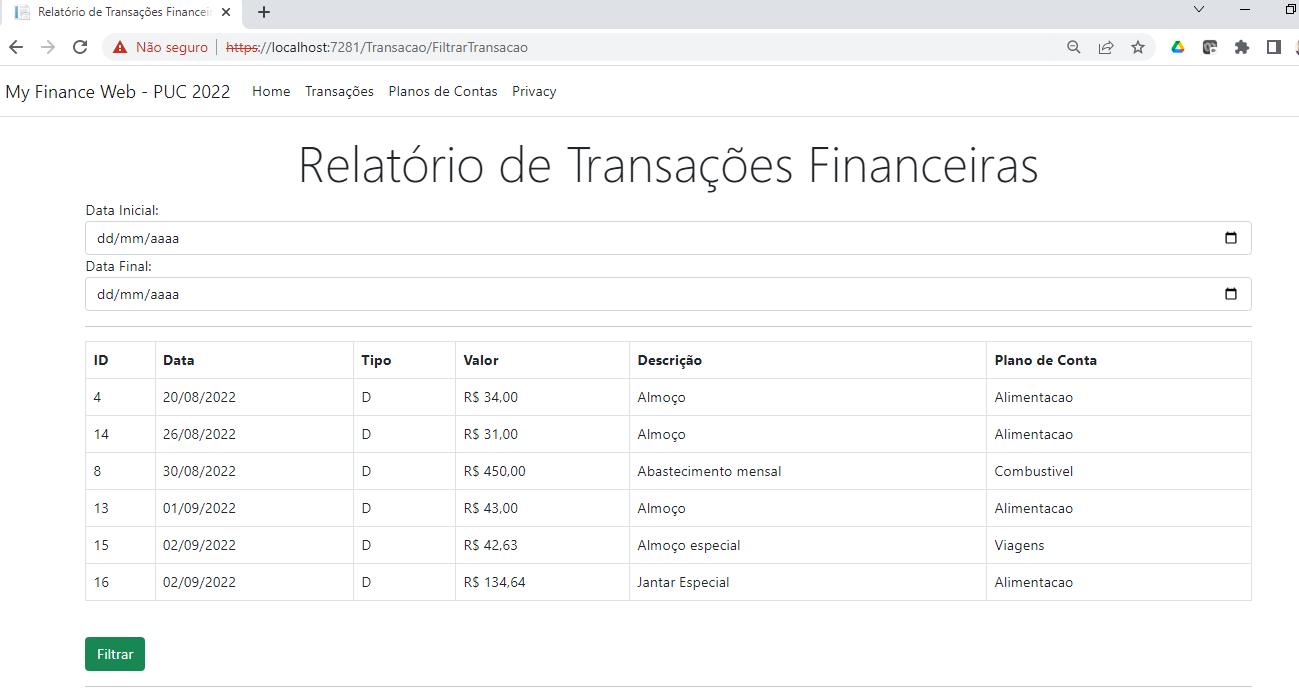 Relatório de Transações Financeir
Não seguro | https://localhost:7281/Transacao/FiltrarTransacao
My Finance Web - PUC 2022 Home Transações Planos de Contas Privacy
Relatório de Transações Financeiras
Data Inicial:
dd/mm/aaaa
Data Final:
dd/mm/aaaa
ID Data Tipo Valor Descrição Plano de Conta
4 20/08/2022 D R$ 34,00 Almoço Alimentacao
14 26/08/2022 D R$ 31,00 Almoço Alimentacao
8 30/08/2022 D R$ 450,00 Abastecimento mensal Combustivel
13 01/09/2022 D R$ 43,00 Almoço Alimentacao
15 02/09/2022 D R$ 42,63 Almoço especial Viagens
16 02/09/2022 D R$ 134,64 Jantar Especial Alimentacao
Filtrar